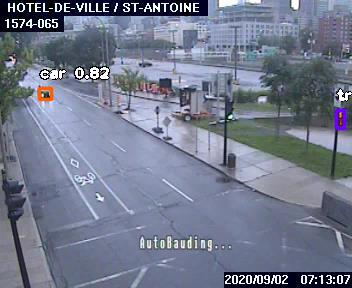 HOTEL-DE-VILLE / ST-ANTOINE
1574-065
car 0.82
tr
AutoBauding...
2020/09/02 07:13:07